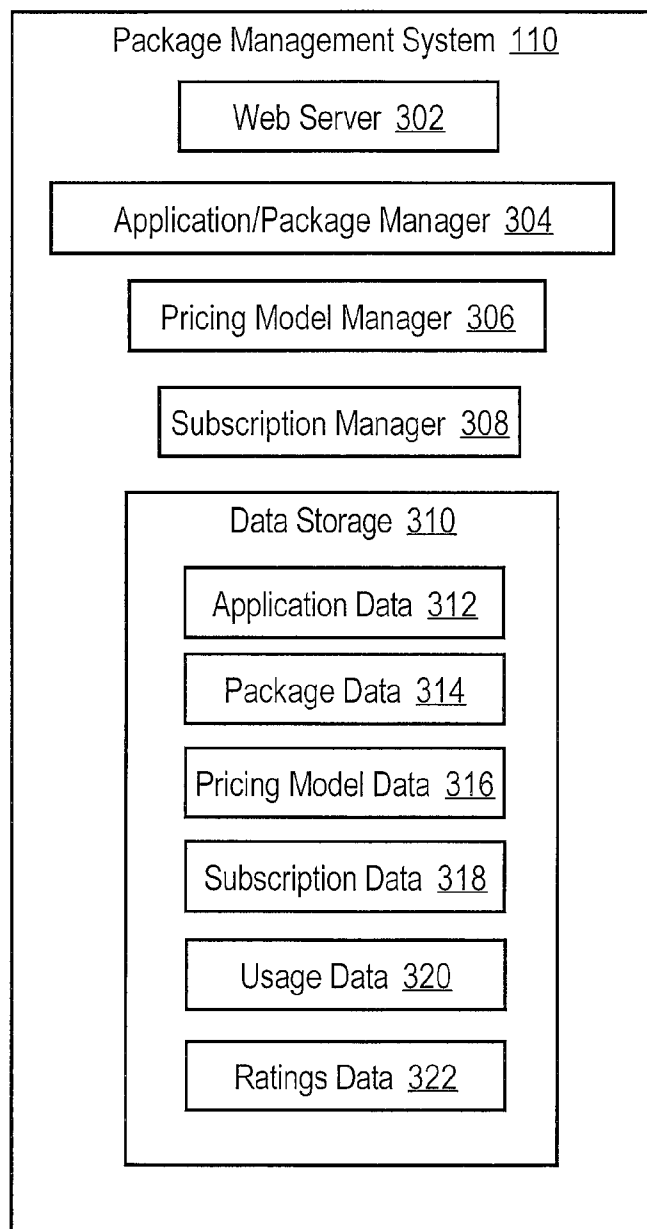 Package Management System 110
Web Server 302
Application/Package Manager 304
Pricing Model Manager 306
Subscription Manager 308
Data Storage 310
Application Data 312
Package Data 314
Pricing Model Data 316
Subscription Data 318
Usage Data 320
Ratings Data 322